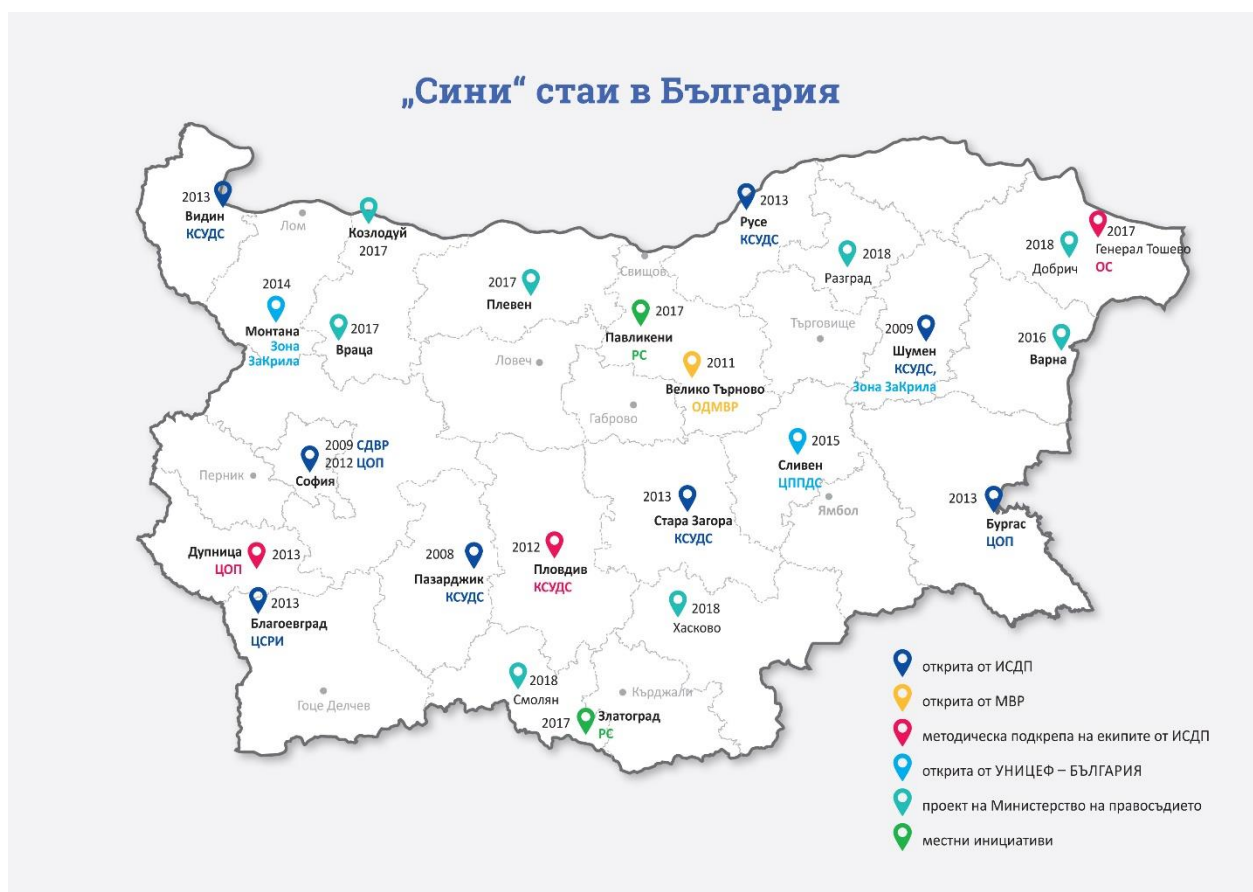 „Сини“ стаи в България
2013
Видин
КСУДС
Лом
Козлодуй
2017
2013
Русе
КСУДС
2017
Генерал Тошево
ОС
2018
Добрич
2018
Разград
Свищов
2014
Монтана
Зона
ЗаКрила
2017
Враца
2017
Плевен
2017
Павликени
РС
Търговище
2009
Шумен
КСУДС,
Зона ЗаКрила
2016
Варна
Ловеч
2011
Велико Търново
ОДМВР
Габрово
2009 СДВР
2012 ЦОП
София
Перник
2015
Сливен
ЦППДС
Ямбол
2013
Бургас
ЦОП
2013
Стара Загора
КСУДС
Дупница
ЦОП
2013
2008
Пазарджик
КСУДС
2012
Пловдив
КСУДС
2013
Благоевград
ЦСРИ
2018
Хасково
2018
Смолян
Гоце Делчев
Кърджали
2017
Златоград
РС
открита от ИСДП
открита от МВР
методическа подкрепа на екипите от ИСДП
открита от УНИЦЕФ – БЪЛГАРИЯ
проект на Министерство на правосъдието
местни инициативи